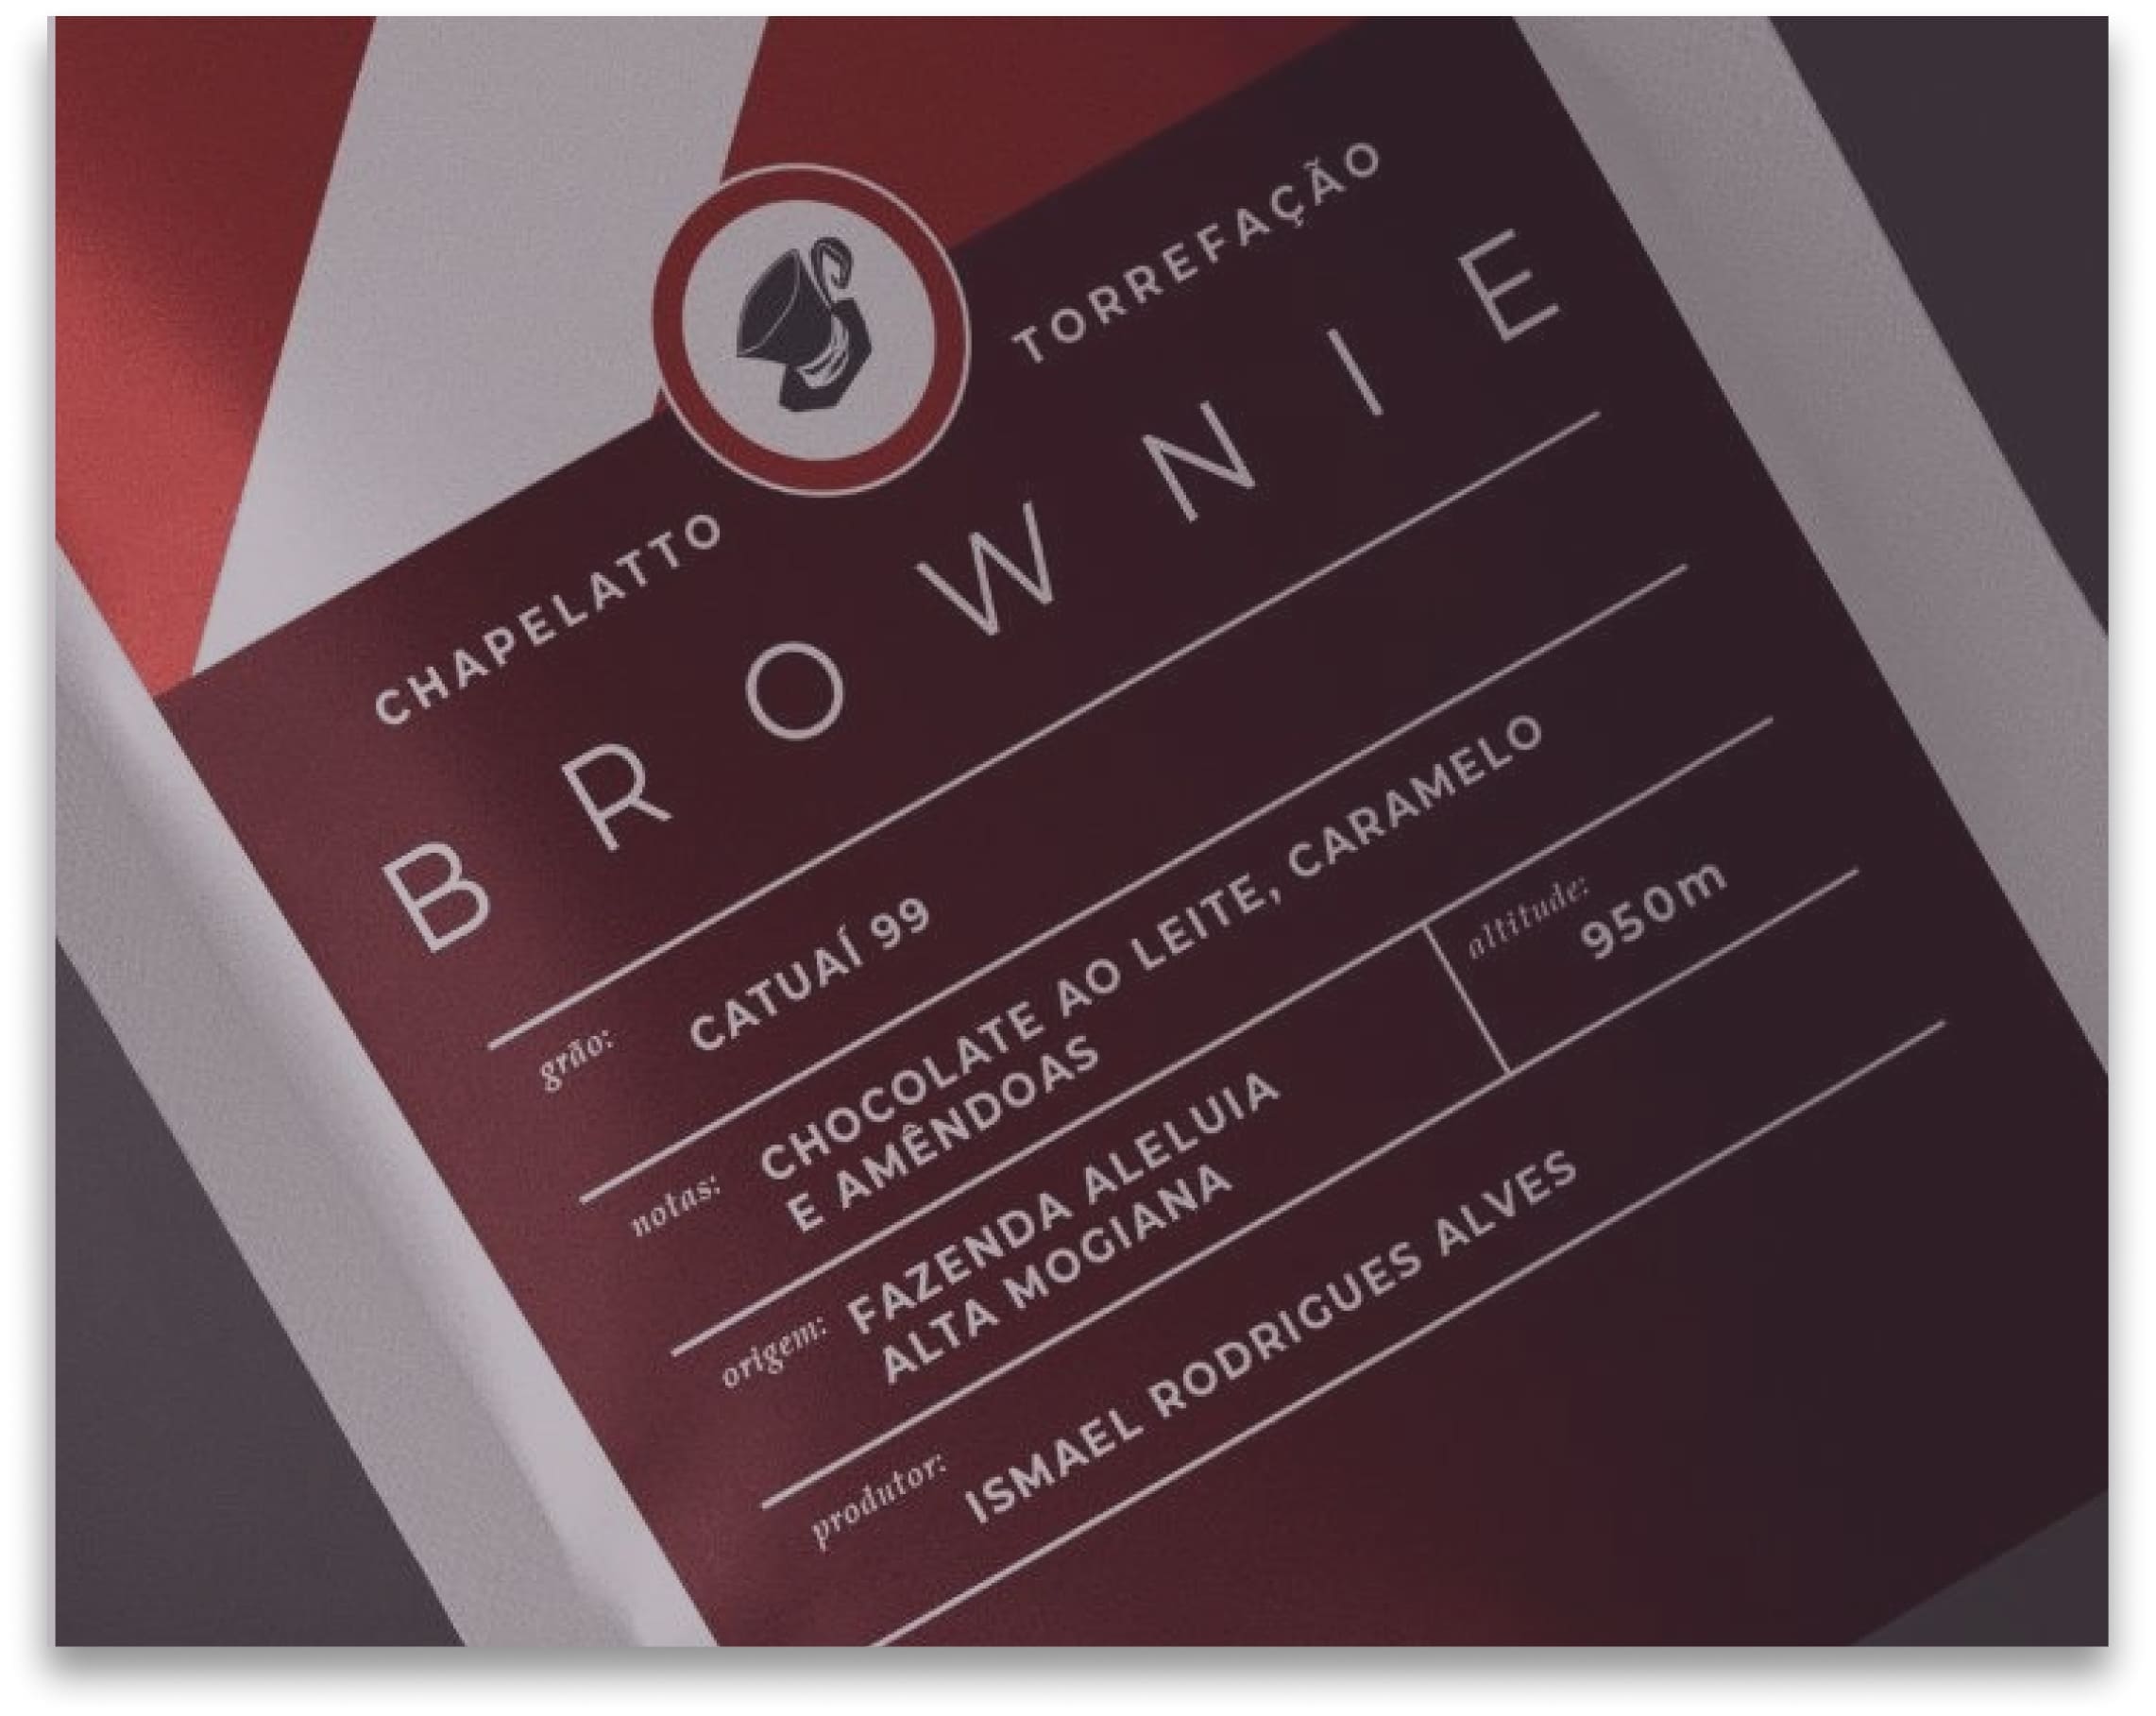 CHAPELATTO TORREFAÇÃO
BROWNIE
grão: CATUAÍ 99
notas: CHOCOLATE AO LEITE, CARAMELO
E AMÊNDOAS
origem: FAZENDA ALELUIA
ALTA MOGIANA
altitude:
950m
produtor: ISMAEL RODRIGUES ALVES